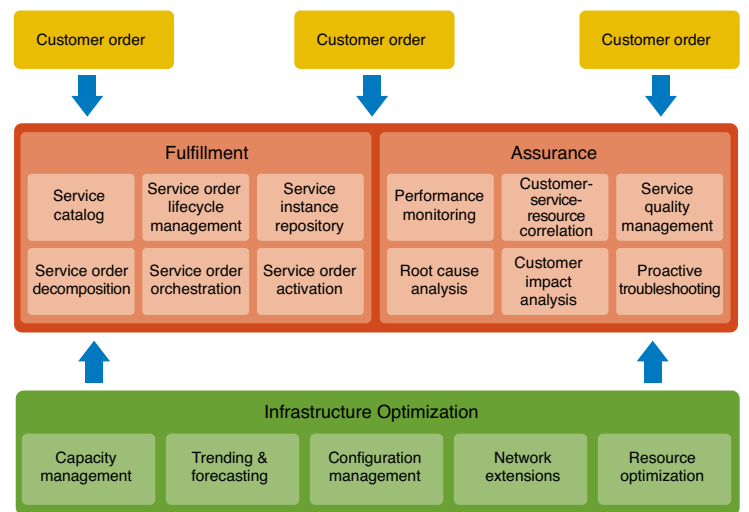 Customer order
Customer order
Customer order
Fulfillment
Service
catalog
Service order
lifecycle
management
Service
instance
repository
Service order
decomposition
Service order
orchestration
Service order
activation
Assurance
Performance
monitoring
Customer-
service-
resource
correlation
Service
quality
management
Root cause
analysis
Customer
impact
analysis
Proactive
troubleshooting
Infrastructure Optimization
Capacity
management
Trending &
forecasting
Configuration
management
Network
extensions
Resource
optimization